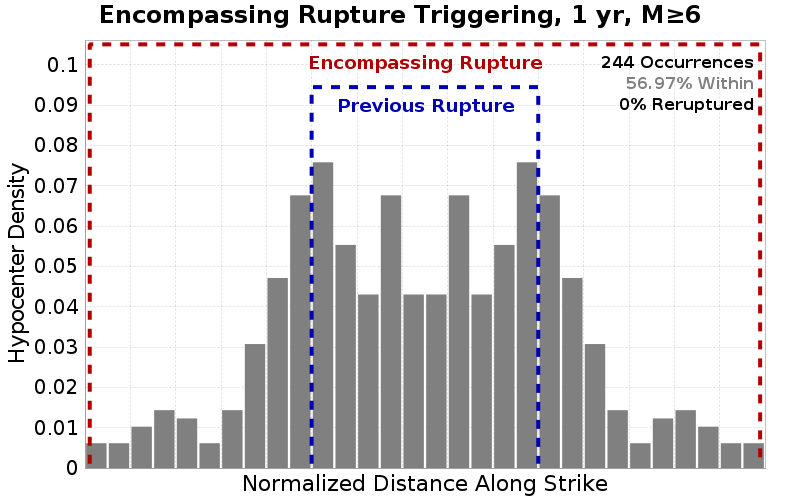 Encompassing Rupture Triggering, 1 yr, M≥6
Encompassing Rupture
244 Occurrences
56.97% Within
Previous Rupture
0% Reruptured
Hypocenter Density
0.1
0.09
0.08
0.07
0.06
0.05
0.04
0.03
0.02
0.01
0
Normalized Distance Along Strike